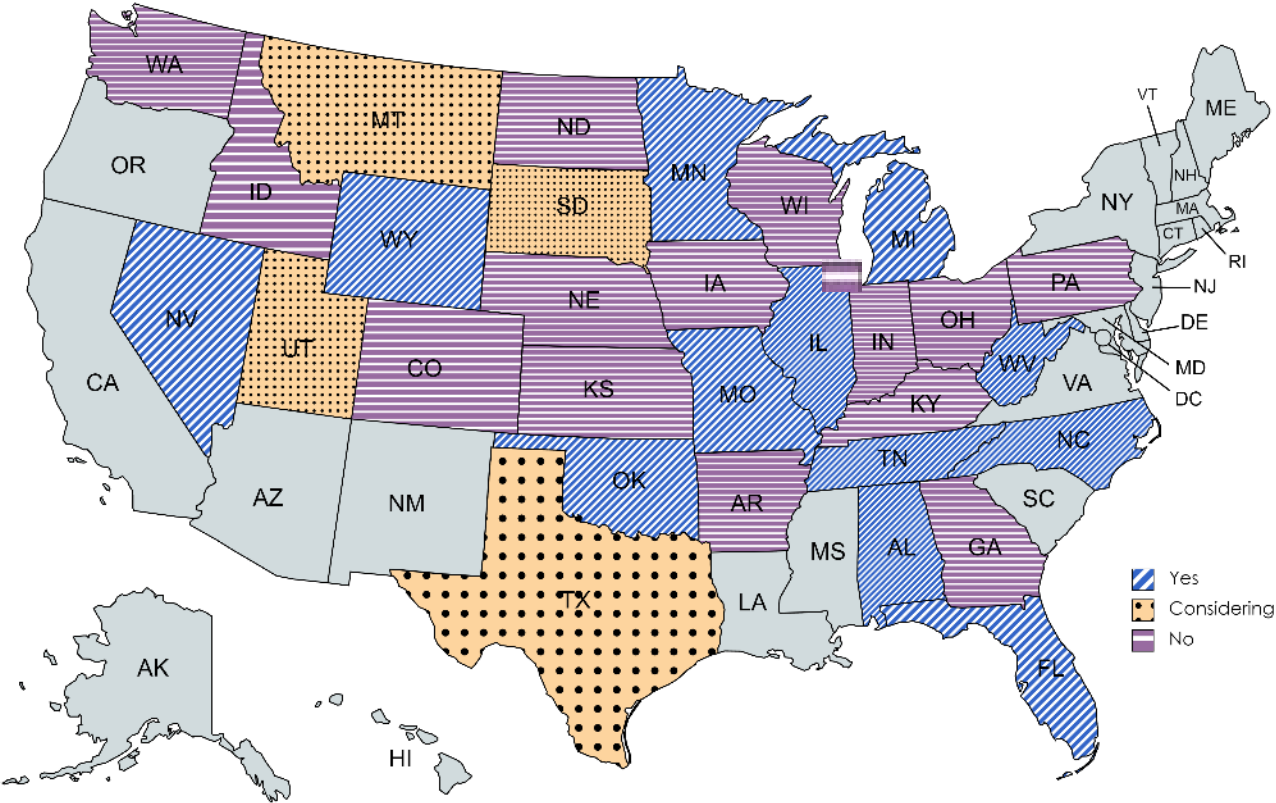 WA
MT
ND
MN
ME
VT
OR
ID
SD
WI
NH
NY
MA
WY
MI
CT
RI
IA
PA
NE
NJ
NV
OH
DE
UT
IL
IN
CO
WV
MD
CA
KS
VA
DC
MO
KY
NC
TN
OK
AZ
NM
AR
SC
MS
AL
GA
LA
TX
Yes
Considering
No
AK
FL
HI